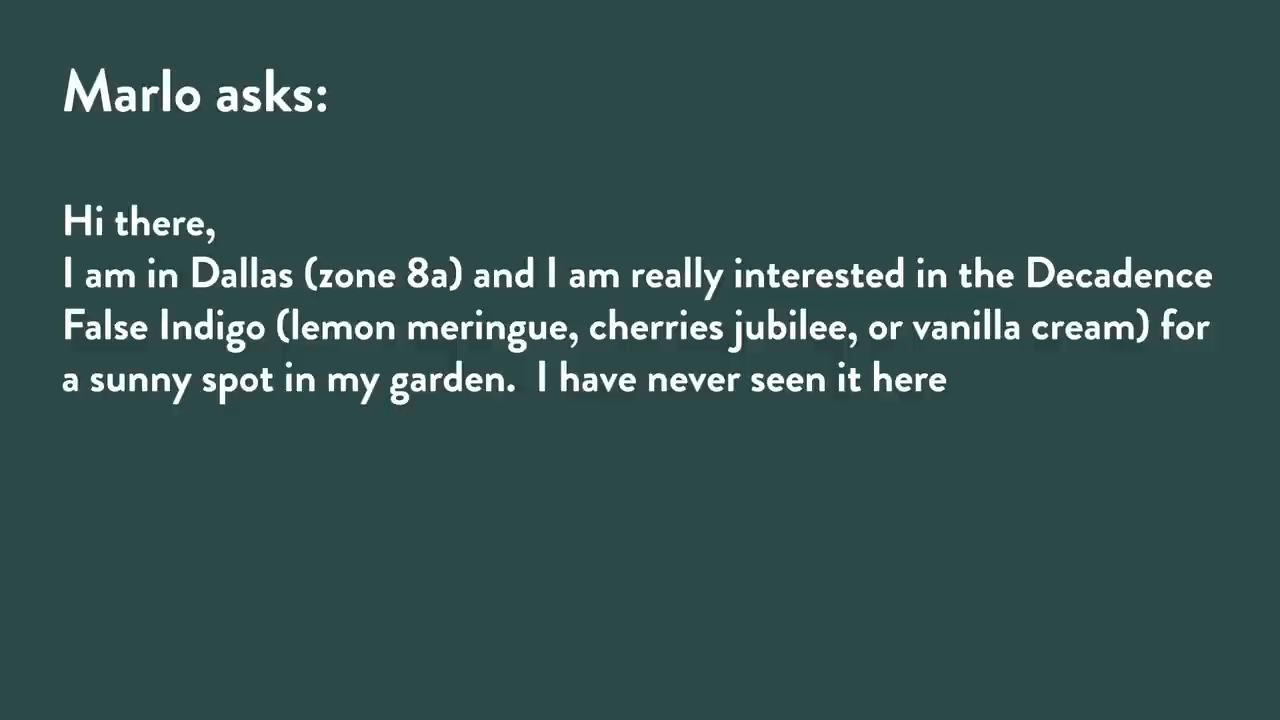 Marlo asks:
Hi there,
I am in Dallas (zone 8a) and I am really interested in the Decadence
False Indigo (lemon meringue, cherries jubilee, or vanilla cream) for
a sunny spot in my garden.  I have never seen it here